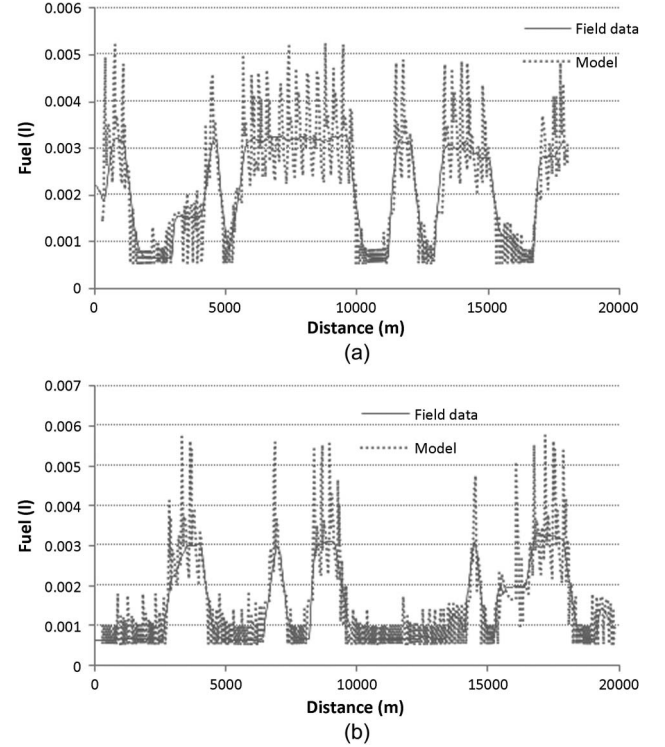 0.006
Field data
0.005
Model
0.004
Fuel (l)
0.003
0.002
0.001
0
0 5000 10000 15000 20000
Distance (m)
(a)
0.007
0.006
Field data
0.005
Model
0.004
Fuel (l)
0.003
0.002
0.001
0
0 5000 10000 15000 20000
Distance (m)
(b)